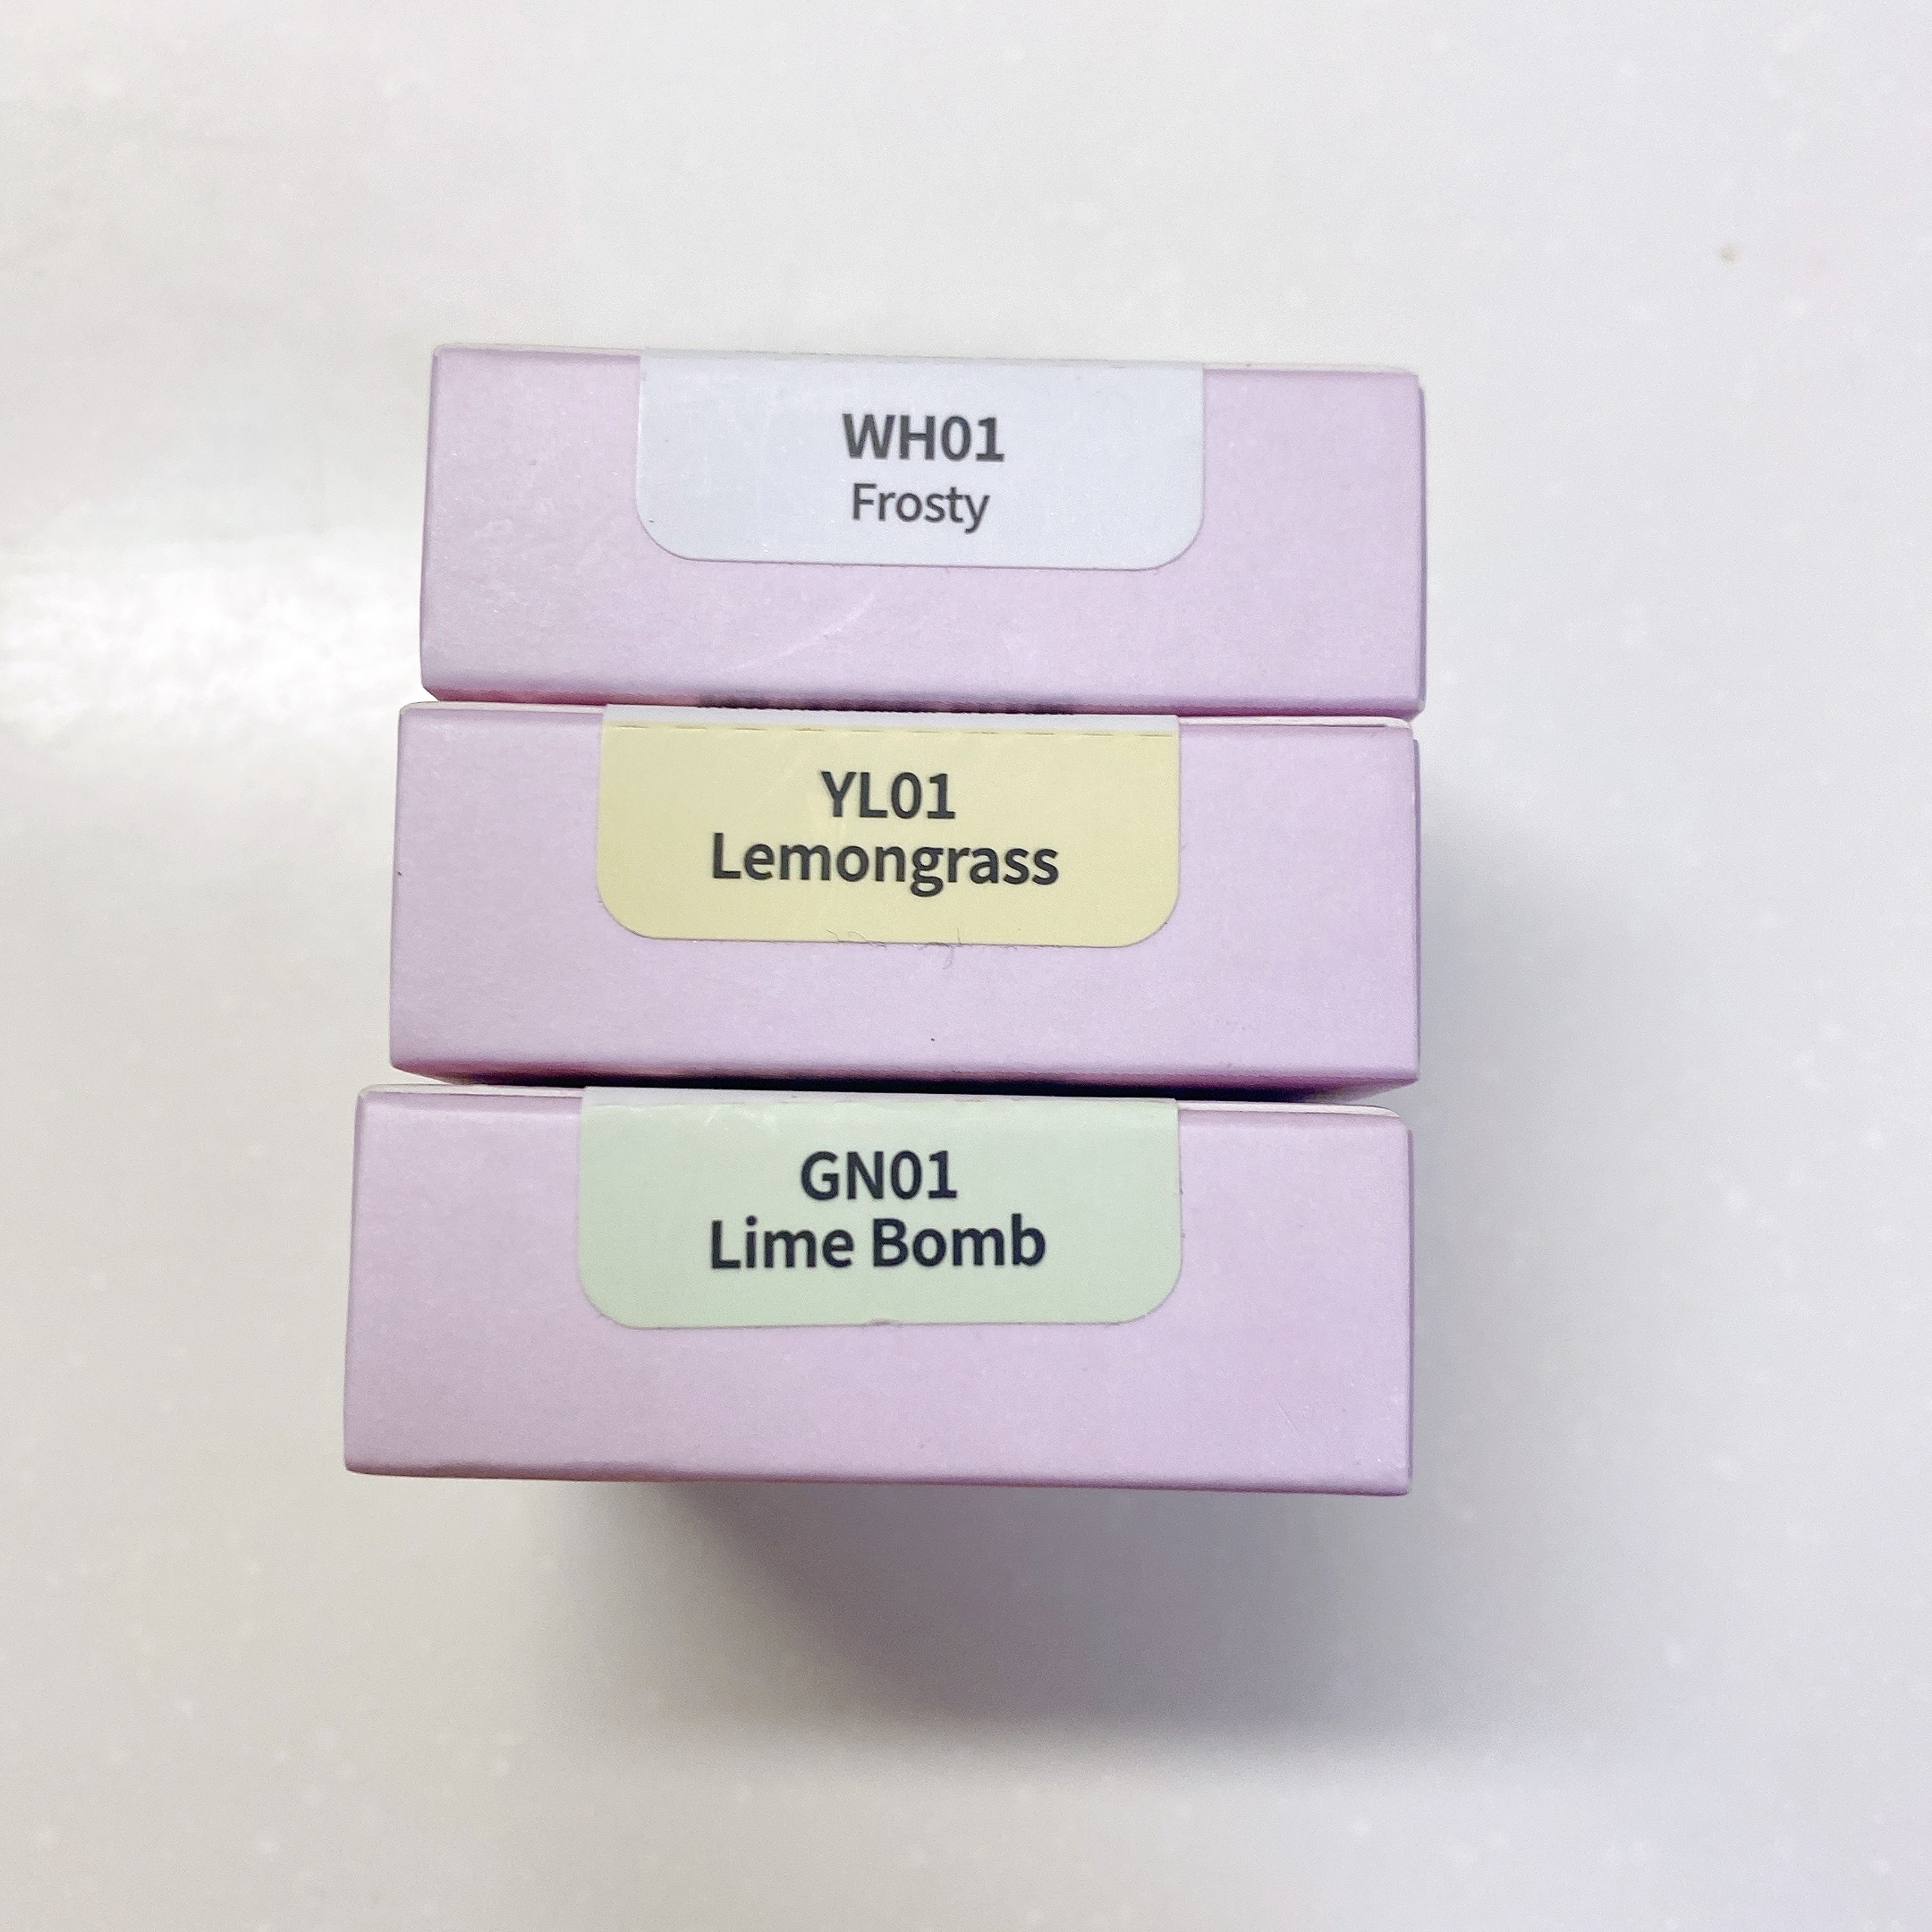 WH01
Frosty
YL01
Lemongrass
GN01
Lime Bomb